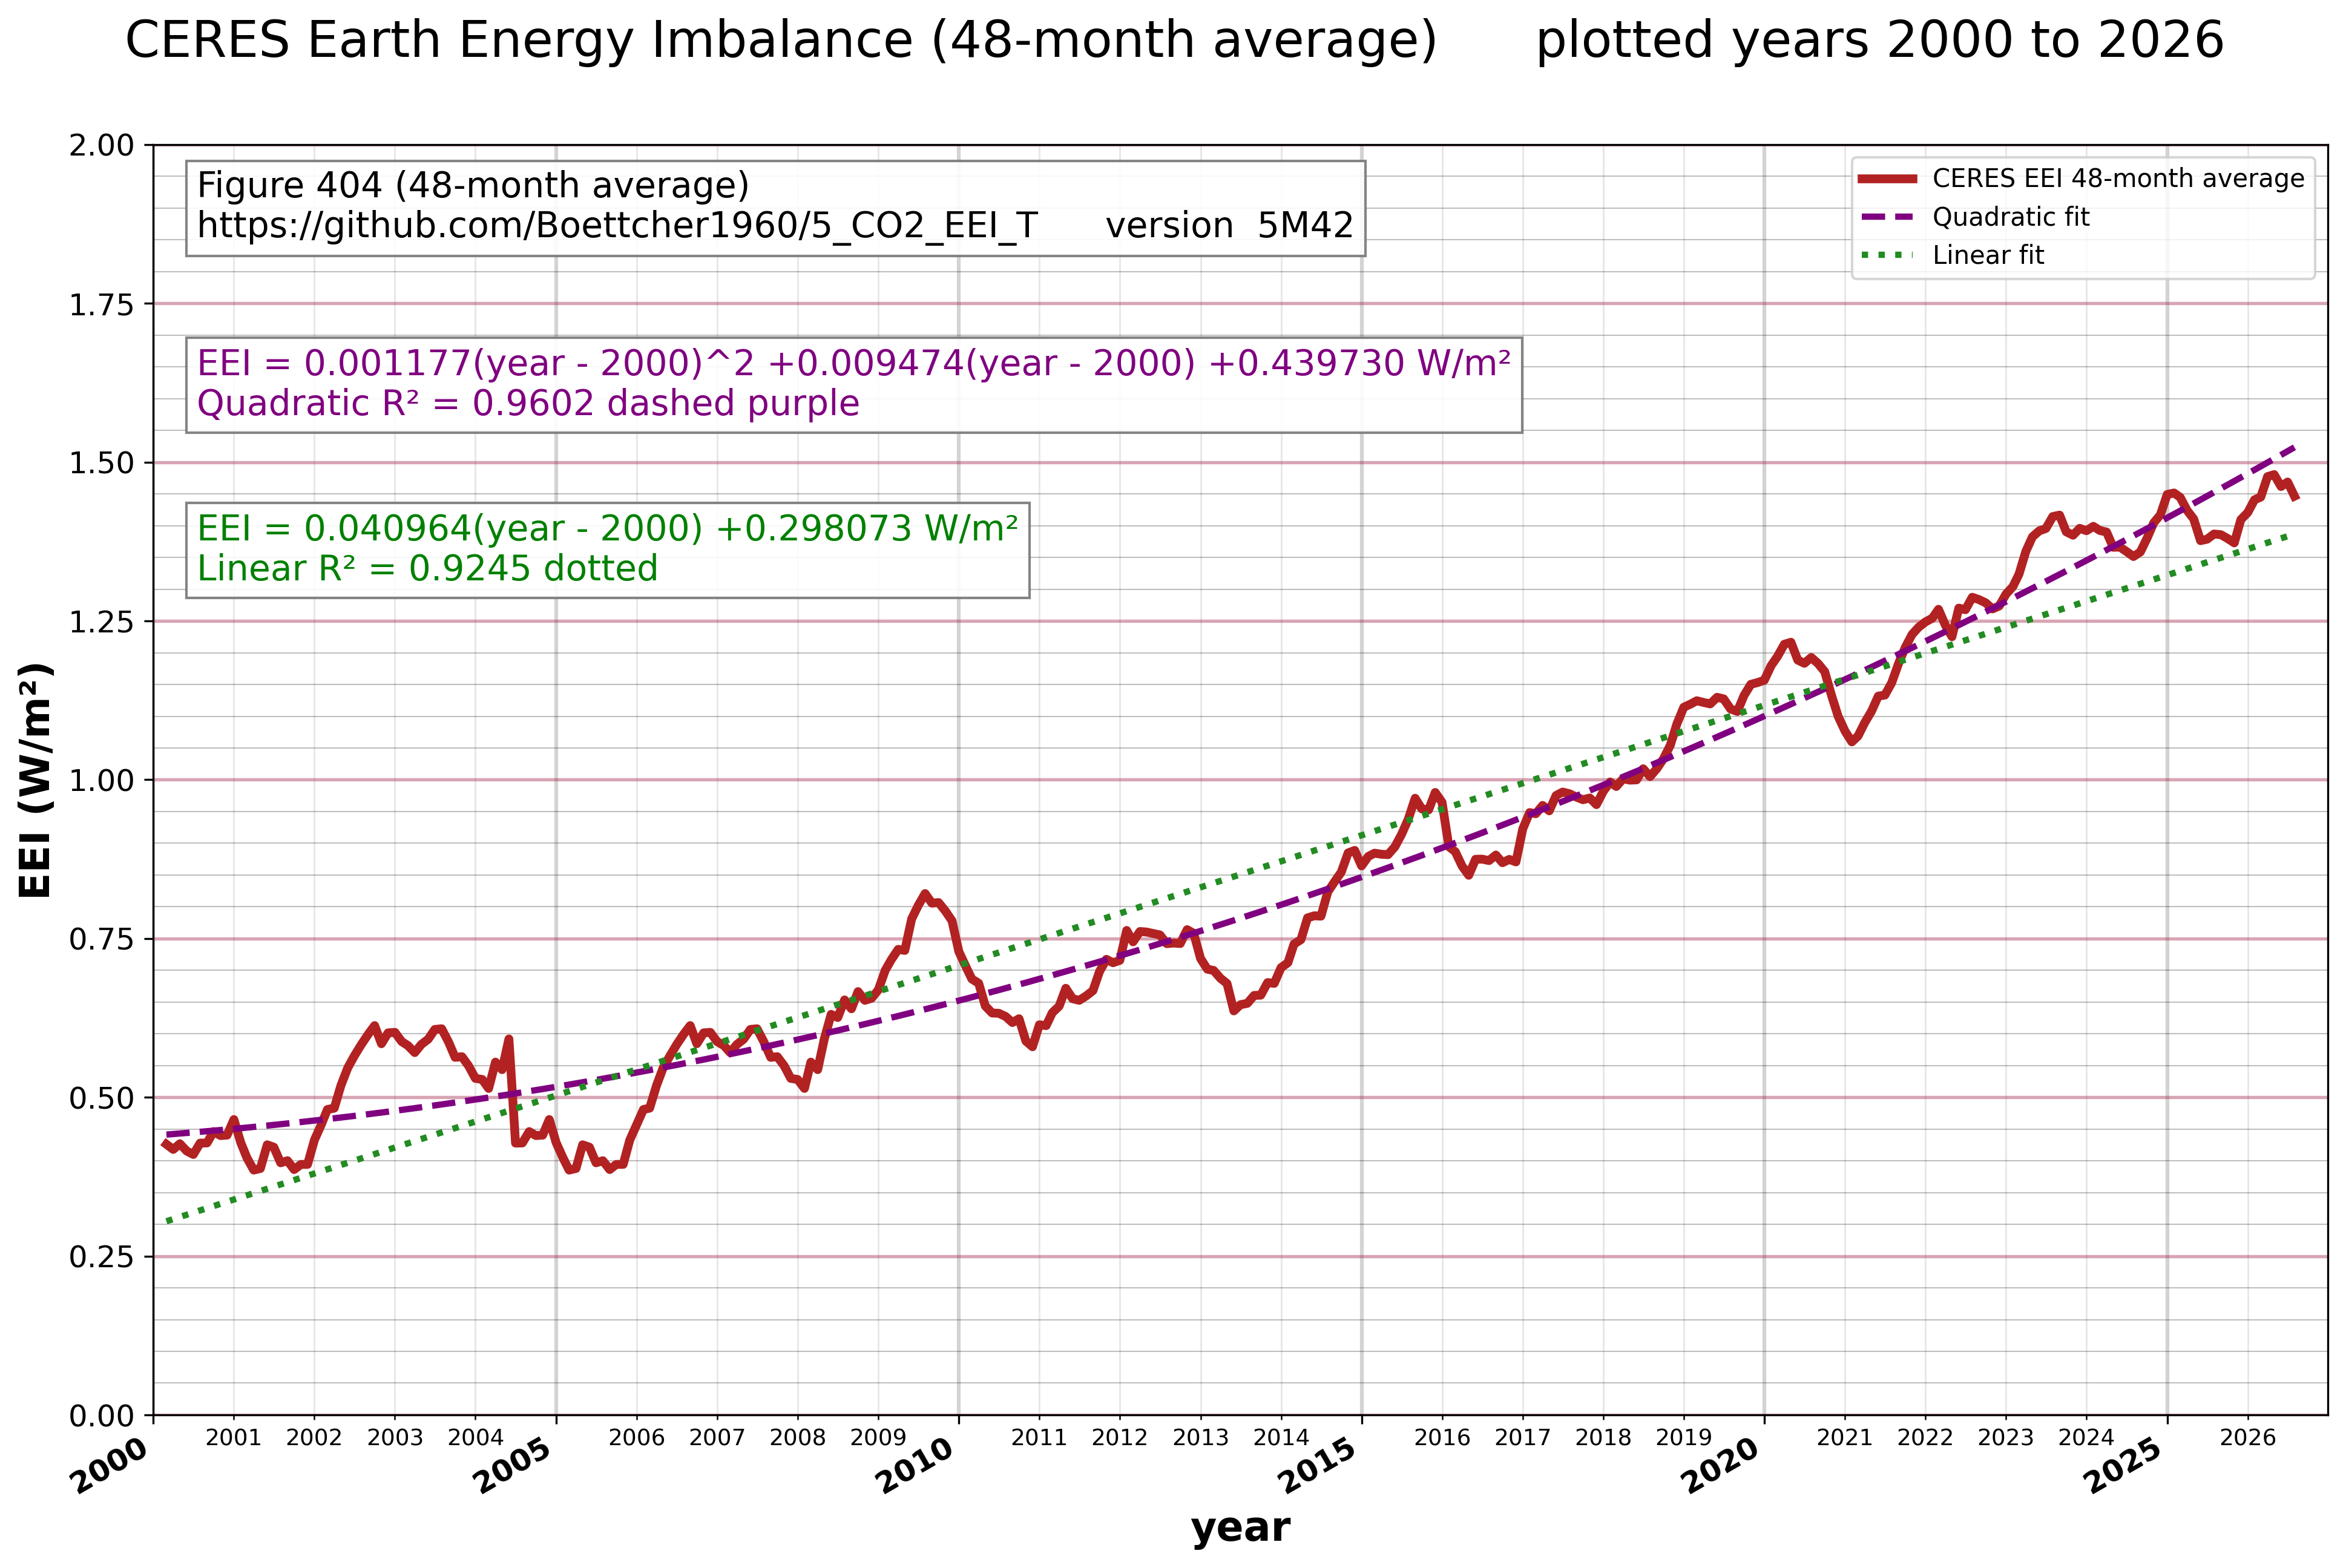 CERES Earth Energy Imbalance (48-month average)      plotted years 2000 to 2026
Figure 404 (48-month average)
https://github.com/Boettcher1960/5_CO2_EEI_T      version  5M42
CERES EEI 48-month average
Quadratic fit
Linear fit
EEI = 0.001177(year - 2000)^2 +0.009474(year - 2000) +0.439730 W/m²
Quadratic R² = 0.9602 dashed purple
EEI = 0.040964(year - 2000) +0.298073 W/m²
Linear R² = 0.9245 dotted
EEI (W/m²)
2.00
1.75
1.50
1.25
1.00
0.75
0.50
0.25
0.00
2000 2001 2002 2003 2004 2005 2006 2007 2008 2009 2010 2011 2012 2013 2014 2015 2016 2017 2018 2019 2020 2021 2022 2023 2024 2025 2026
year